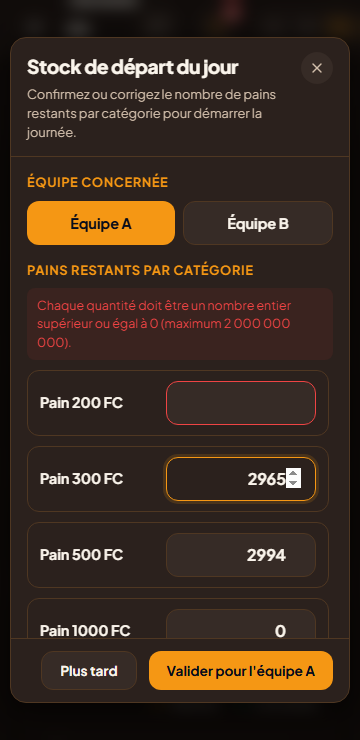 Stock de départ du jour
Confirmez ou corrigez le nombre de pains
restants par catégorie pour démarrer la
journée.
ÉQUIPE CONCERNÉE
Équipe A
Équipe B
PAINS RESTANTS PAR CATÉGORIE
Chaque quantité doit être un nombre entier
supérieur ou égal à 0 (maximum 2 000 000
000).
Pain 200 FC
Pain 300 FC
2965
Pain 500 FC
2994
Pain 1000 FC
0
Plus tard
Valider pour l'équipe A